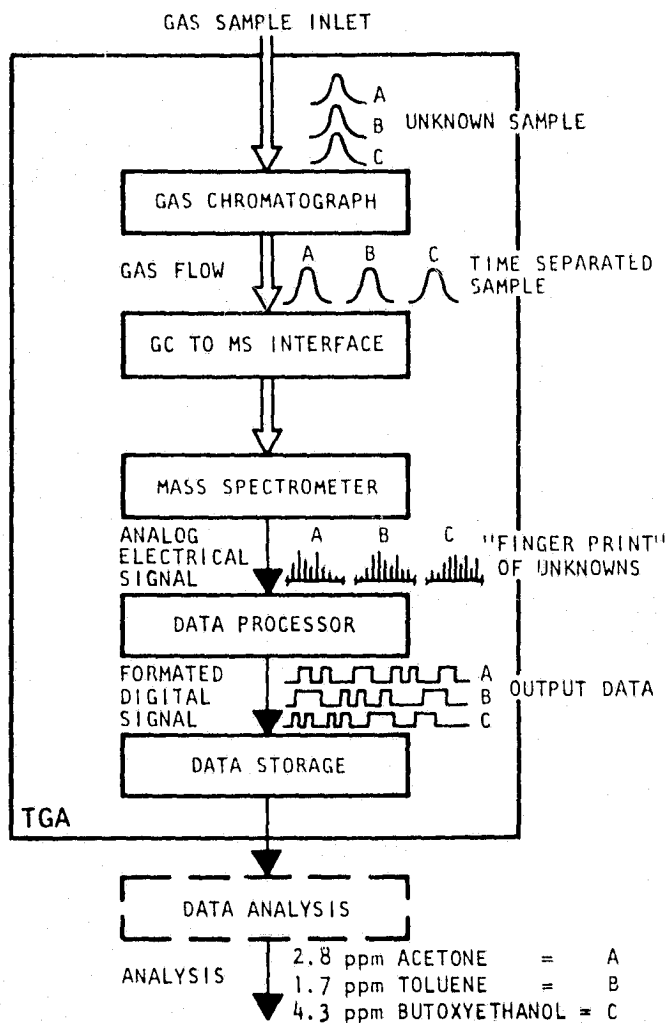 GAS SAMPLE INLET
A
B UNKNOWN SAMPLE
C
GAS CHROMATOGRAPH
GAS FLOW
A B C
TIME SEPARATED
SAMPLE
GC TO MS INTERFACE
MASS SPECTROMETER
ANALOG
ELECTRICAL
SIGNAL
A B C
"FINGER PRINT"
OF UNKNOWNS
DATA PROCESSOR
FORMATED
DIGITAL
SIGNAL
A
B
C
OUTPUT DATA
DATA STORAGE
TGA
DATA ANALYSIS
ANALYSIS
2.8 ppm ACETONE = A
1.7 ppm TOLUENE = B
4.3 ppm BUTOXYETHANOL = C